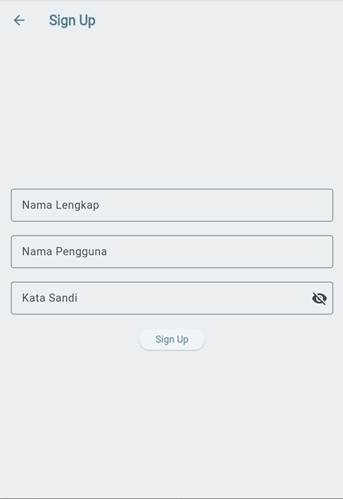 Sign Up
Nama Lengkap
Nama Pengguna
Kata Sandi
Sign Up